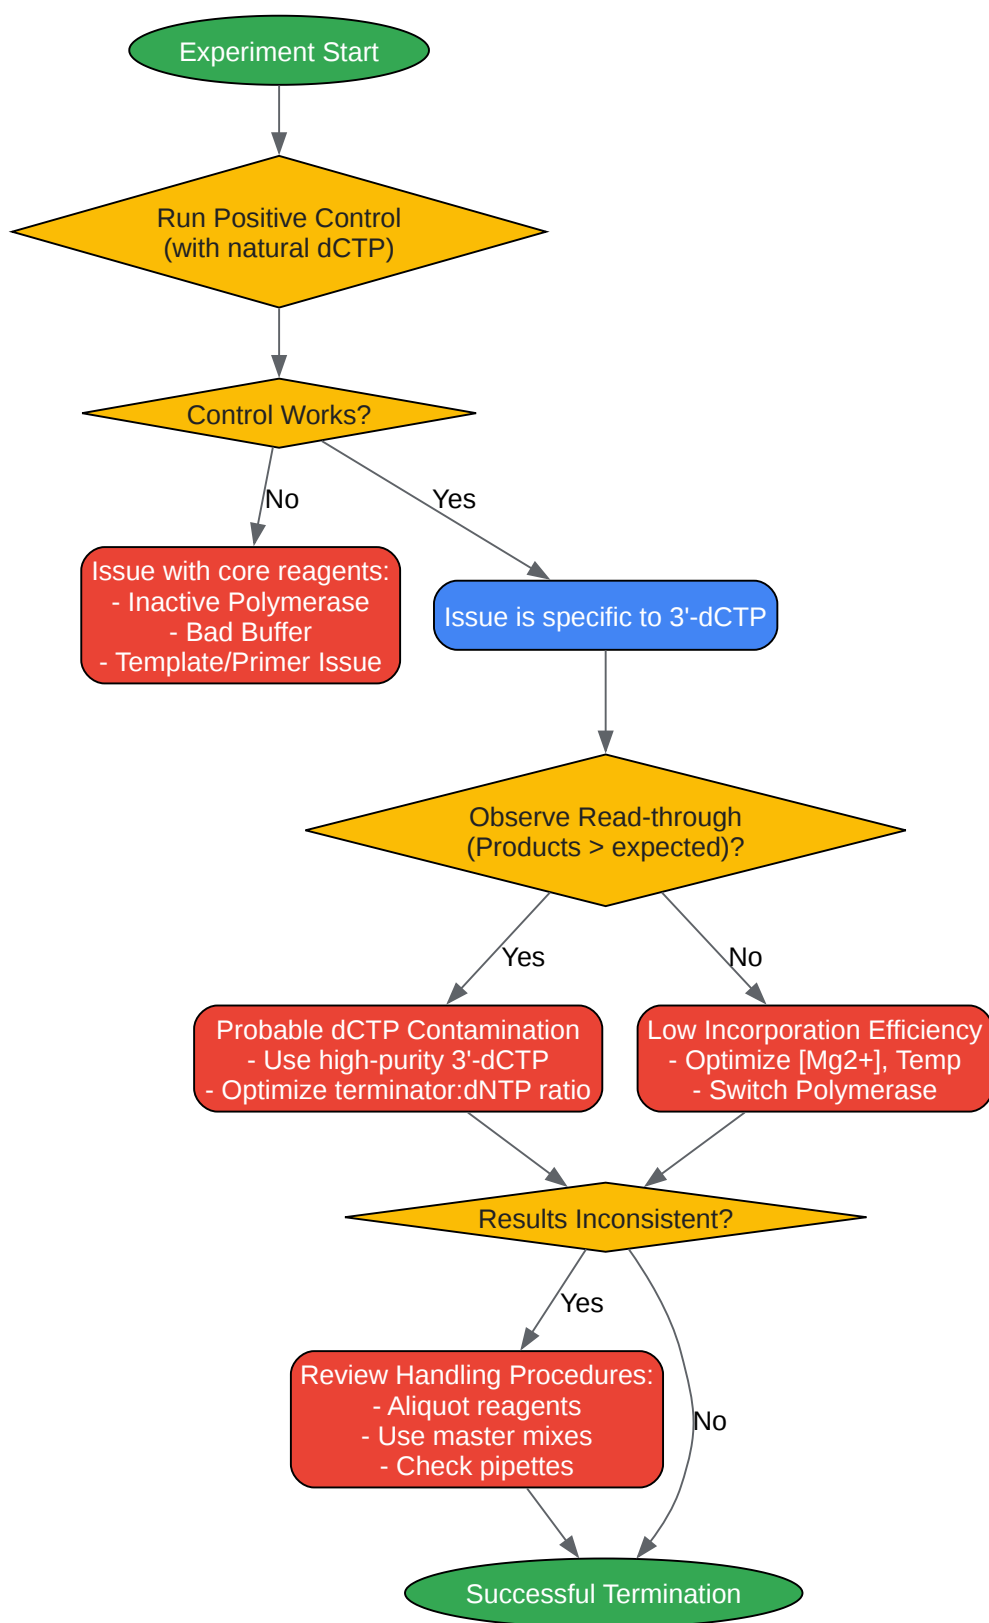 Experiment Start
Run Positive Control
(with natural dCTP)
Control Works?
No
Yes
Issue with core reagents:
- Inactive Polymerase
- Bad Buffer
- Template/Primer Issue
Issue is specific to 3'-dCTP
Observe Read-through
(Products > expected)?
Yes
No
Probable dCTP Contamination
- Use high-purity 3'-dCTP
- Optimize terminator:dNTP ratio
Low Incorporation Efficiency
- Optimize [Mg2+], Temp
- Switch Polymerase
Results Inconsistent?
Yes
No
Review Handling Procedures:
- Aliquot reagents
- Use master mixes
- Check pipettes
Successful Termination